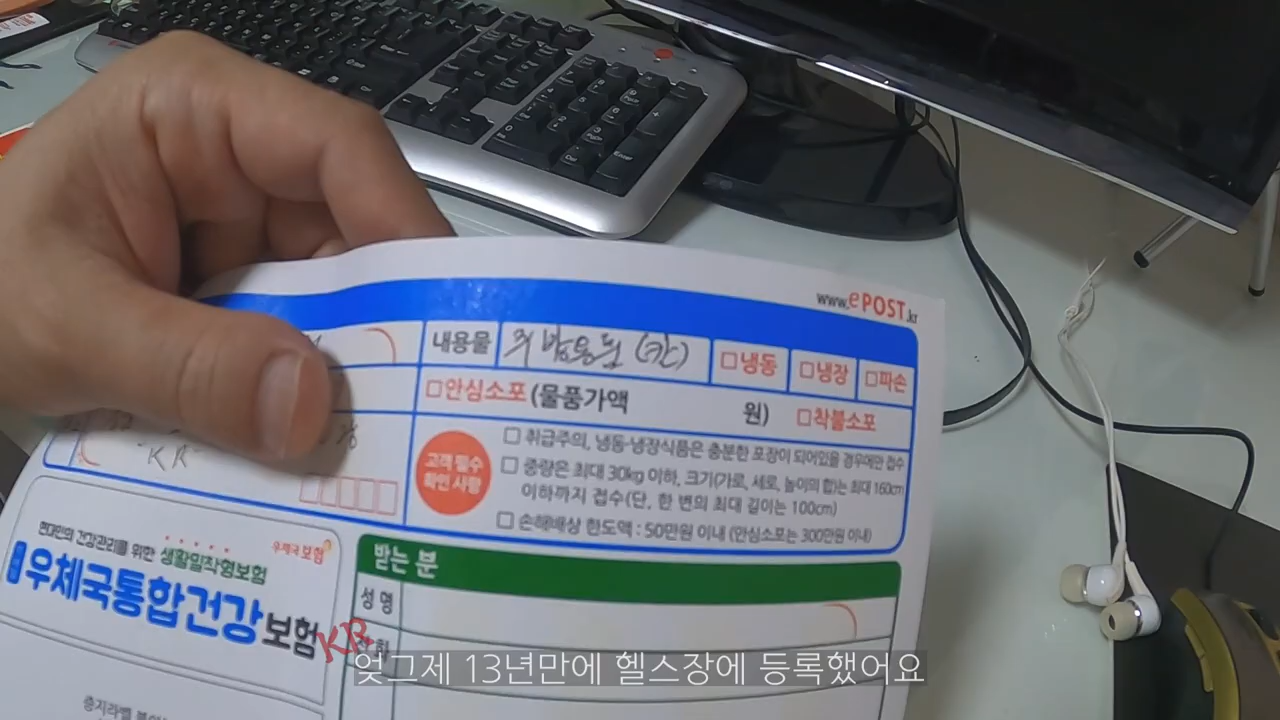 www.ePOST.kr
내용물
(칸)
□냉동 □냉장 □파손
□안심소포 (물품가액 원) □착불소포
고객 필수
확인 사항
□ 취급주의, 냉동·냉장식품은 충분한 포장이 되어있을 경우에만 접수
□ 중량은 최대 30kg 이하, 크기(가로, 세로, 높이의 합)는 최대 160cm
이하까지 접수(단, 한 변의 최대 길이는 100cm)
□ 손해배상 한도액 : 50만원 이내 (안심소포는 300만원 이내)
KR
현대인의 건강관리를 위한 생활밀착형보험
우체국보험
우체국통합건강보험
받는 분
성 명
KR
엊그제 13년만에 헬스장에 등록했어요